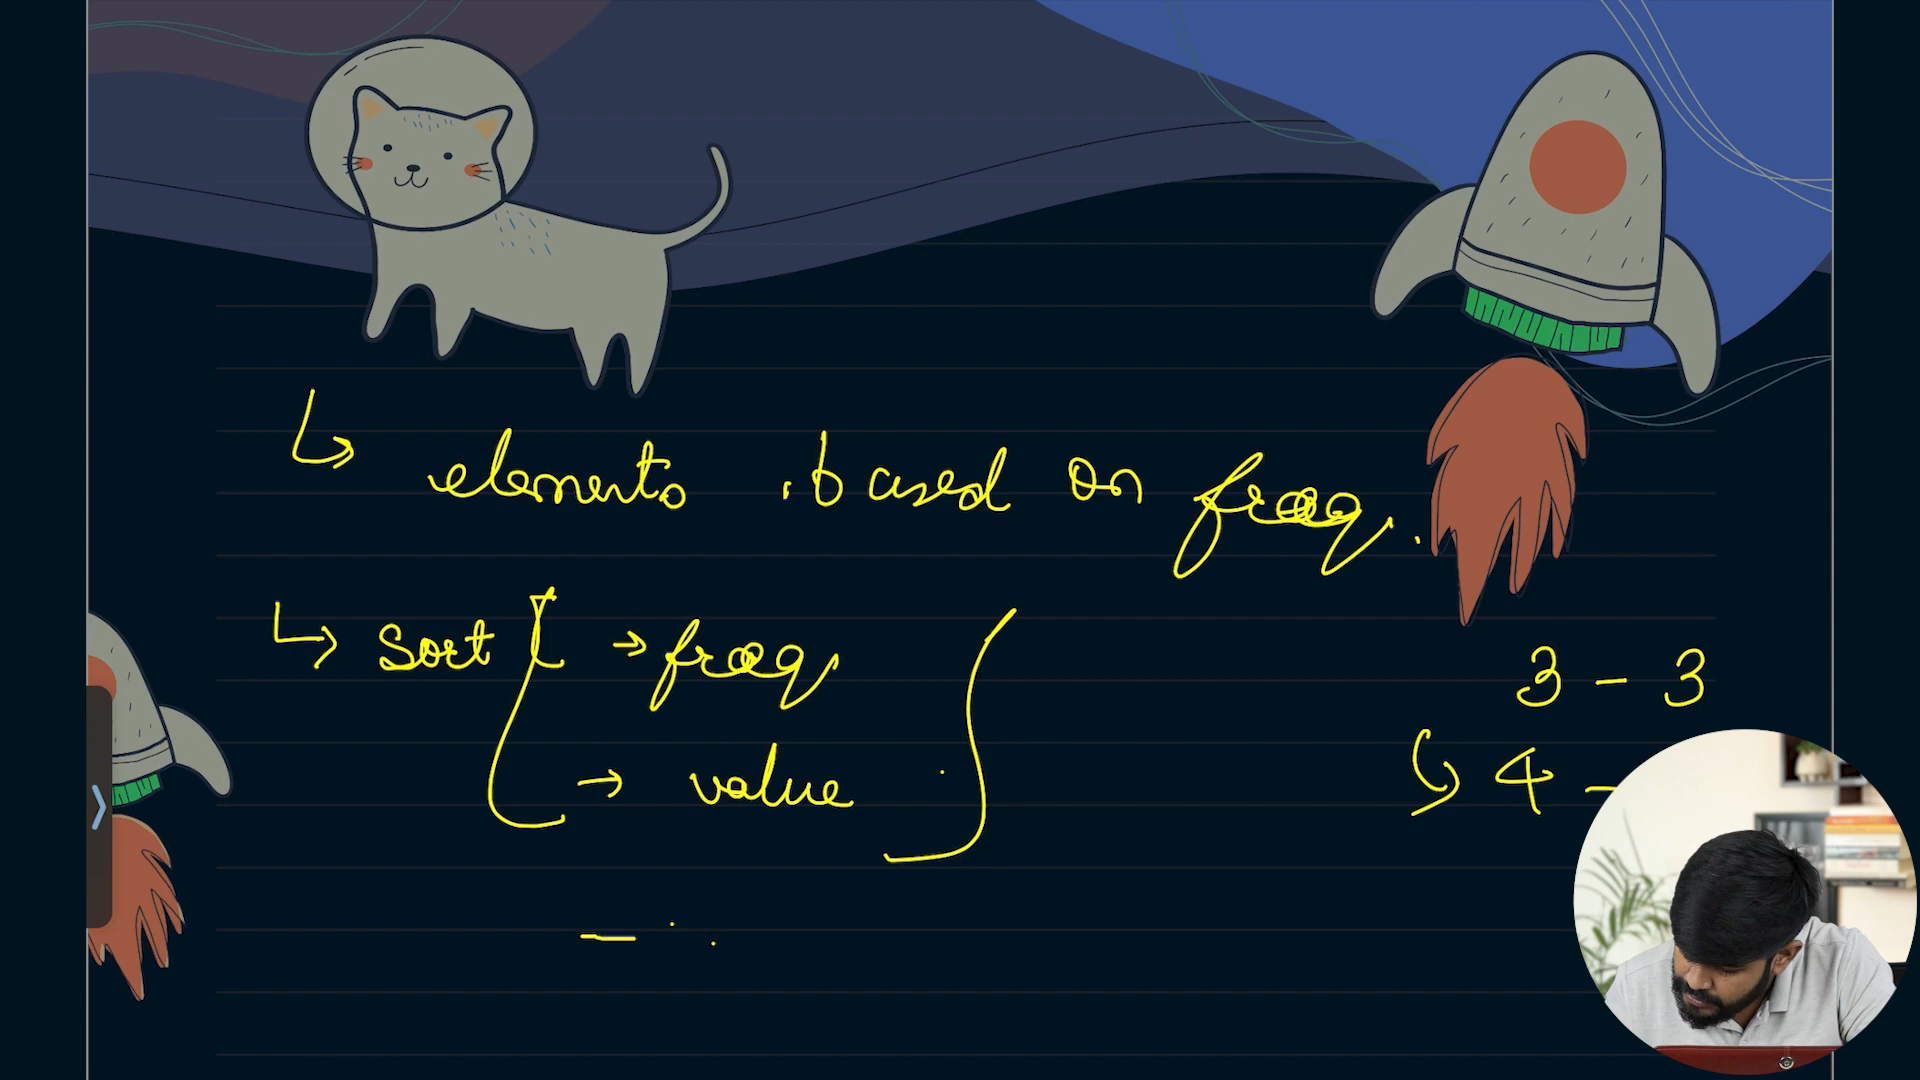 ↳ elements based on freq.
↳ sort [ → freq
→ value ]
3 - 3
↳ 4 -